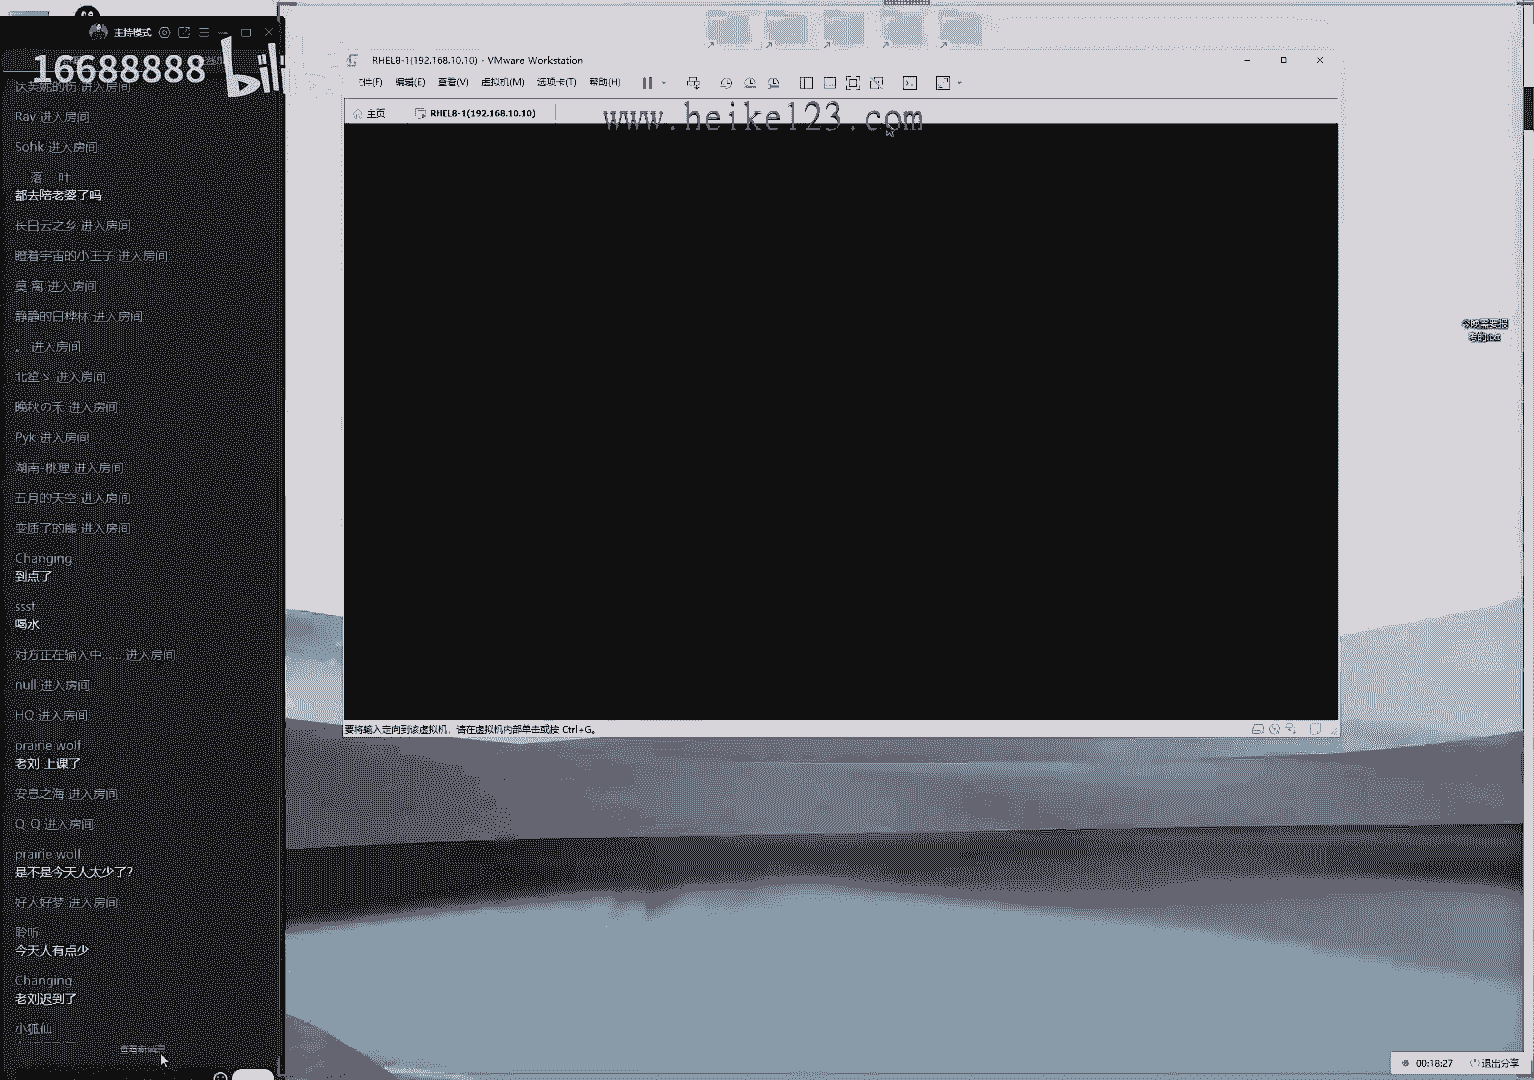 主持模式
16688888
bili
进入房间
Rav 进入房间
Sohk 进入房间
落 叶
都去陪老婆了吗
长日云之乡 进入房间
瞪着宇宙的小王子 进入房间
莫 离 进入房间
静静的白桦林 进入房间
。 进入房间
进入房间
晚秋の禾 进入房间
Pyk 进入房间
湖南-桃理 进入房间
五月的天空 进入房间
变质了的熊 进入房间
Changing
到点了
ssst
喝水
对方正在输入中...... 进入房间
null 进入房间
HQ 进入房间
prairie wolf
老刘 上课了
安息之海 进入房间
Q_Q 进入房间
prairie wolf
是不是今天人太少了?
好人好梦 进入房间
聆听
今天人有点少
Changing
老刘迟到了
小狐仙
RHEL8-1(192.168.10.10) - VMware Workstation
文件(F) 编辑(E) 查看(V) 虚拟机(M) 选项卡(T) 帮助(H)
主页 RHEL8-1(192.168.10.10)
www.heike123.com
要将输入定向到该虚拟机，请在虚拟机内部单击或按 Ctrl+G。
今晚需要报
考的.txt
00:18:27 退出分享